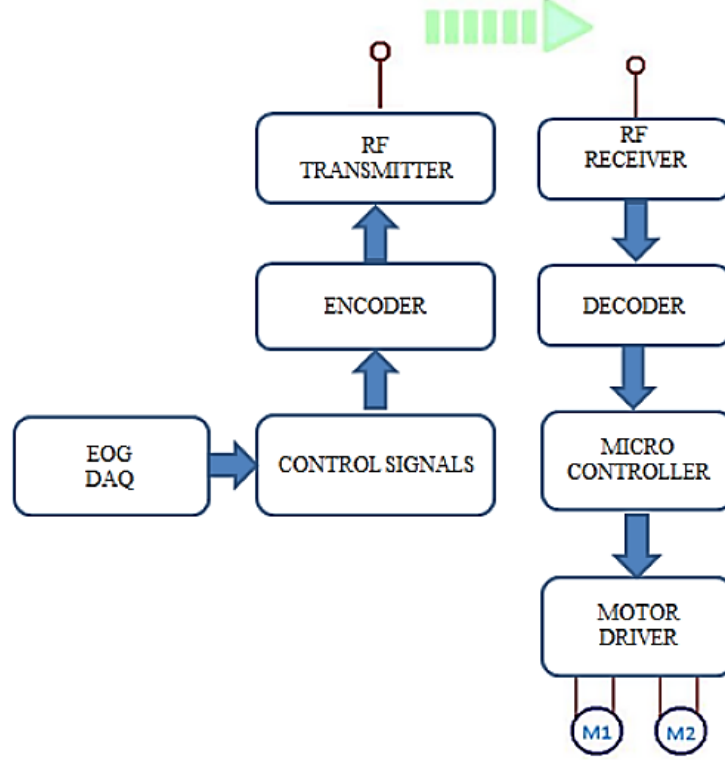 RF
TRANSMITTER
ENCODER
EOG
DAQ
CONTROL SIGNALS
RF
RECEIVER
DECODER
MICRO
CONTROLLER
MOTOR
DRIVER
M1
M2